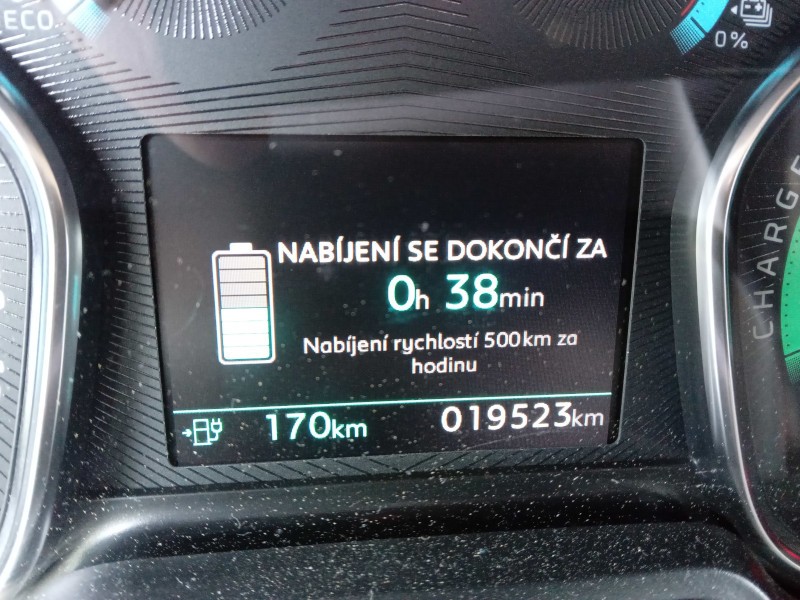 ECO
0%
NABÍJENÍ SE DOKONČÍ ZA
0h 38min
Nabíjení rychlostí 500km za
hodinu
170km 019523km
CHARGE